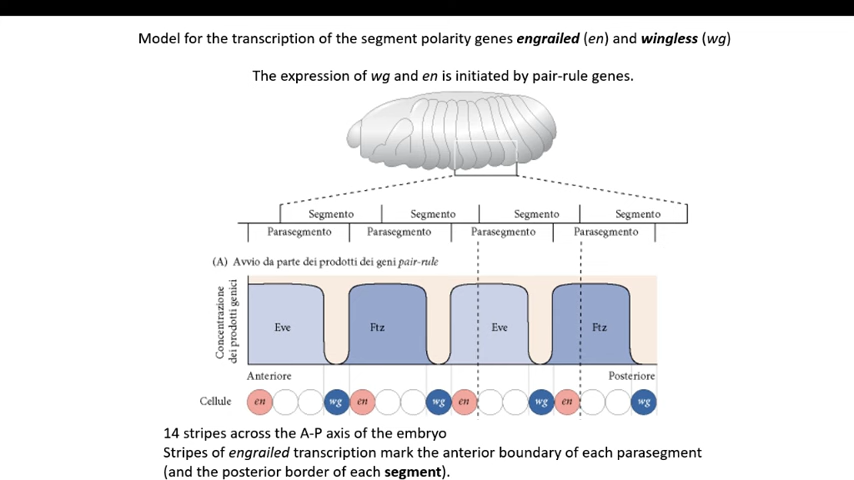 Model for the transcription of the segment polarity genes engrailed (en) and wingless (wg)
The expression of wg and en is initiated by pair-rule genes.
Segmento Segmento Segmento Segmento
Parasegmento Parasegmento Parasegmento Parasegmento
(A) Avvio da parte dei prodotti dei geni pair-rule
Concentrazione
dei prodotti genici
Eve Ftz Eve Ftz
Anteriore Posteriore
Cellule en wg en wg en wg en wg
14 stripes across the A-P axis of the embryo
Stripes of engrailed transcription mark the anterior boundary of each parasegment
(and the posterior border of each segment).